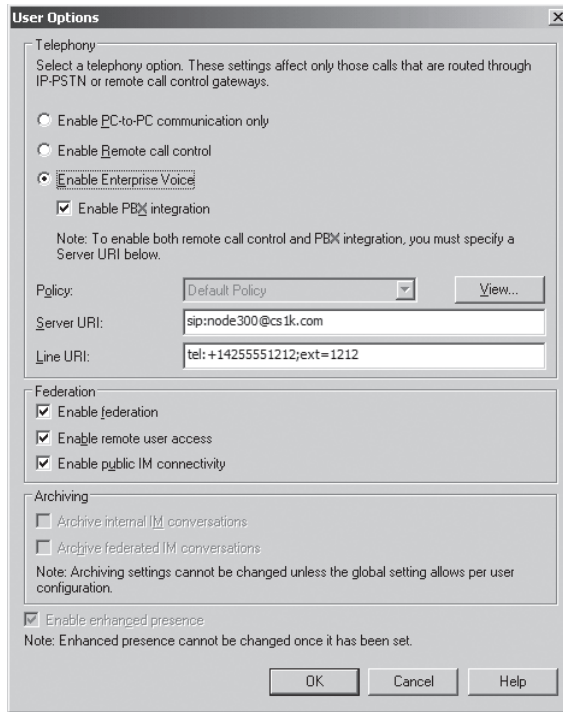 User Options
Telephony
Select a telephony option. These settings affect only those calls that are routed through
IP-PSTN or remote call control gateways.
Enable PC-to-PC communication only
Enable Remote call control
Enable Enterprise Voice
Enable PBX integration
Note: To enable both remote call control and PBX integration, you must specify a
Server URI below.
Policy: Default Policy View...
Server URI: sip:node300@cs1k.com
Line URI: tel:+14255551212;ext=1212
Federation
Enable federation
Enable remote user access
Enable public IM connectivity
Archiving
Archive internal IM conversations
Archive federated IM conversations
Note: Archiving settings cannot be changed unless the global setting allows per user
configuration.
Enable enhanced presence
Note: Enhanced presence cannot be changed once it has been set.
OK Cancel Help